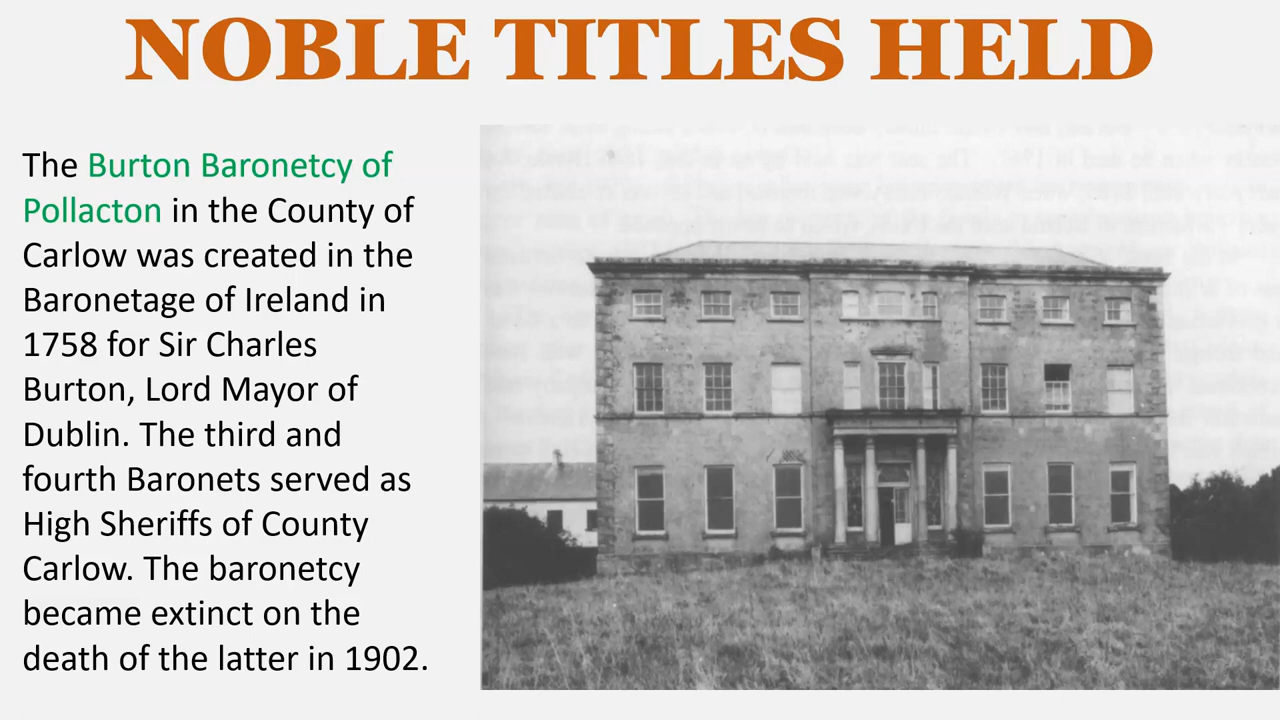 NOBLE TITLES HELD
The Burton Baronetcy of
Pollacton in the County of
Carlow was created in the
Baronetage of Ireland in
1758 for Sir Charles
Burton, Lord Mayor of
Dublin. The third and
fourth Baronets served as
High Sheriffs of County
Carlow. The baronetcy
became extinct on the
death of the latter in 1902.